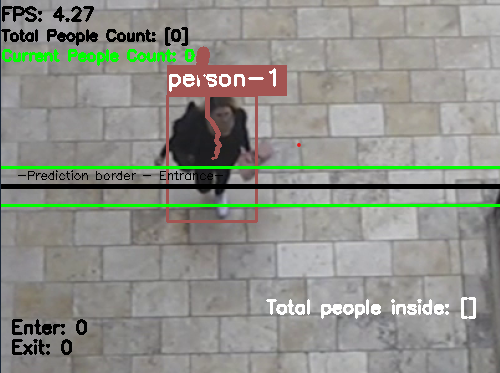 FPS: 4.27
Total People Count: [0]
Current People Count: 0
person-1
-Prediction border - Entrance-
Total people inside: []
Enter: 0
Exit: 0